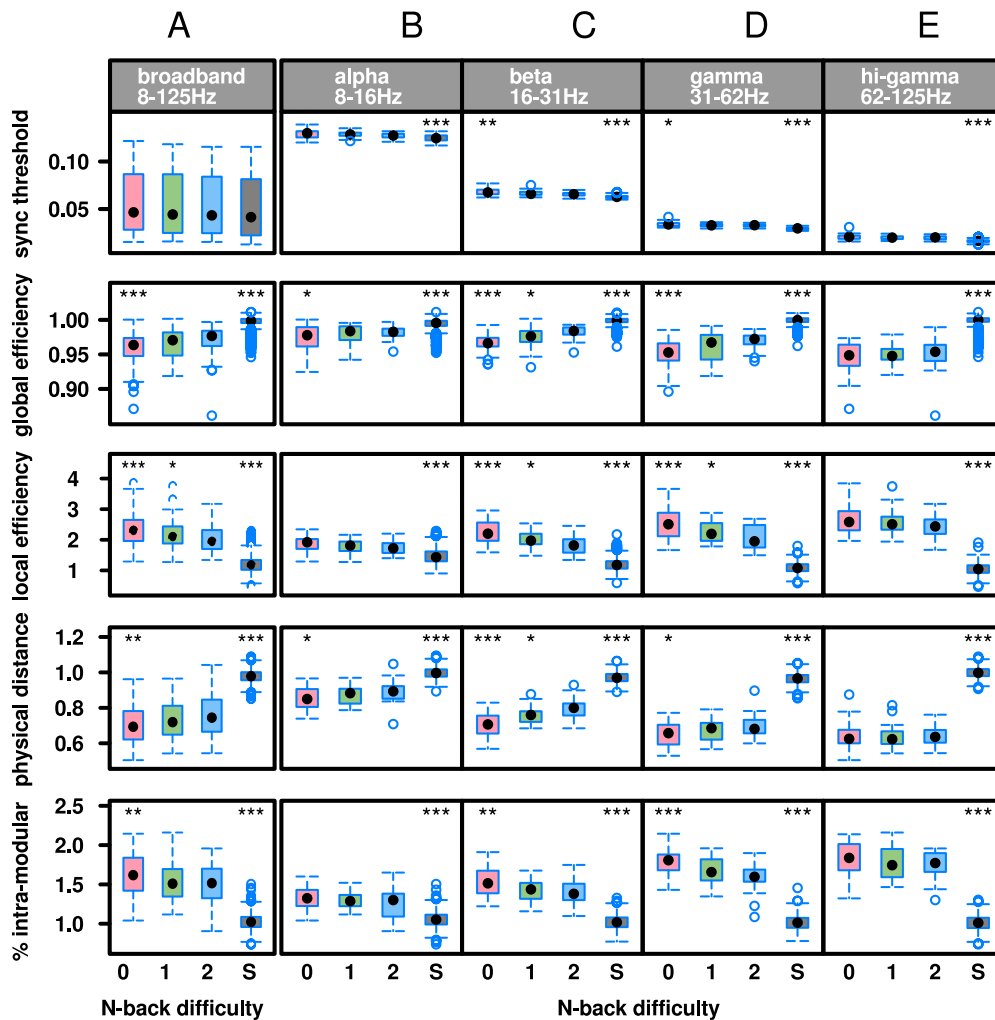 A B C D E
broadband alpha beta gamma hi-gamma
8-125Hz 8-16Hz 16-31Hz 31-62Hz 62-125Hz
sync threshold
0.10
0.05
*** ** *** * *** ***
global efficiency
1.00
0.95
0.90
*** *** * *** *** * *** *** *** ***
local efficiency
4
3
2
1
*** * *** *** *** * *** *** * *** ***
physical distance
1.2
1.0
0.8
0.6
** *** * *** *** * *** * *** ***
% intra-modular
2.5
2.0
1.5
1.0
** *** *** ** *** *** *** ***
0 1 2 S 0 1 2 S 0 1 2 S 0 1 2 S 0 1 2 S
N-back difficulty N-back difficulty